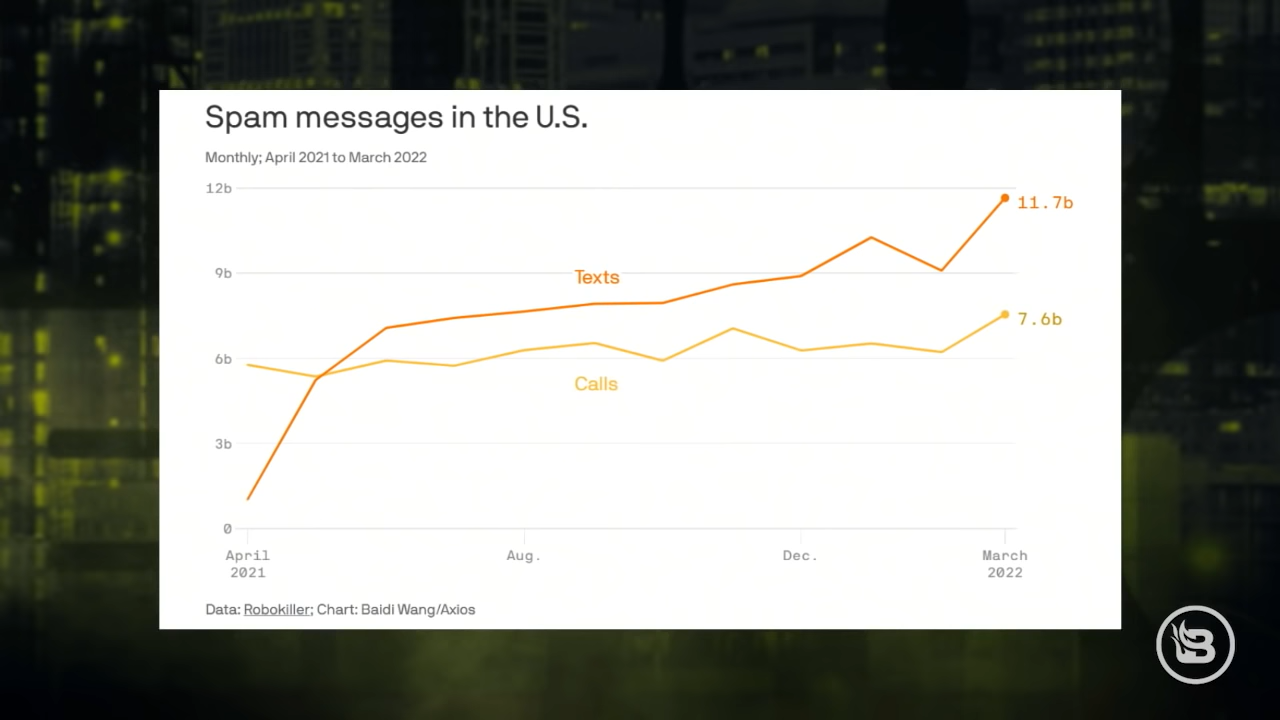 Spam messages in the U.S.
Monthly; April 2021 to March 2022
12b
11.7b
9b
Texts
7.6b
6b
Calls
3b
0
April 2021
Aug.
Dec.
March 2022
Data: Robokiller; Chart: Baidi Wang/Axios
B